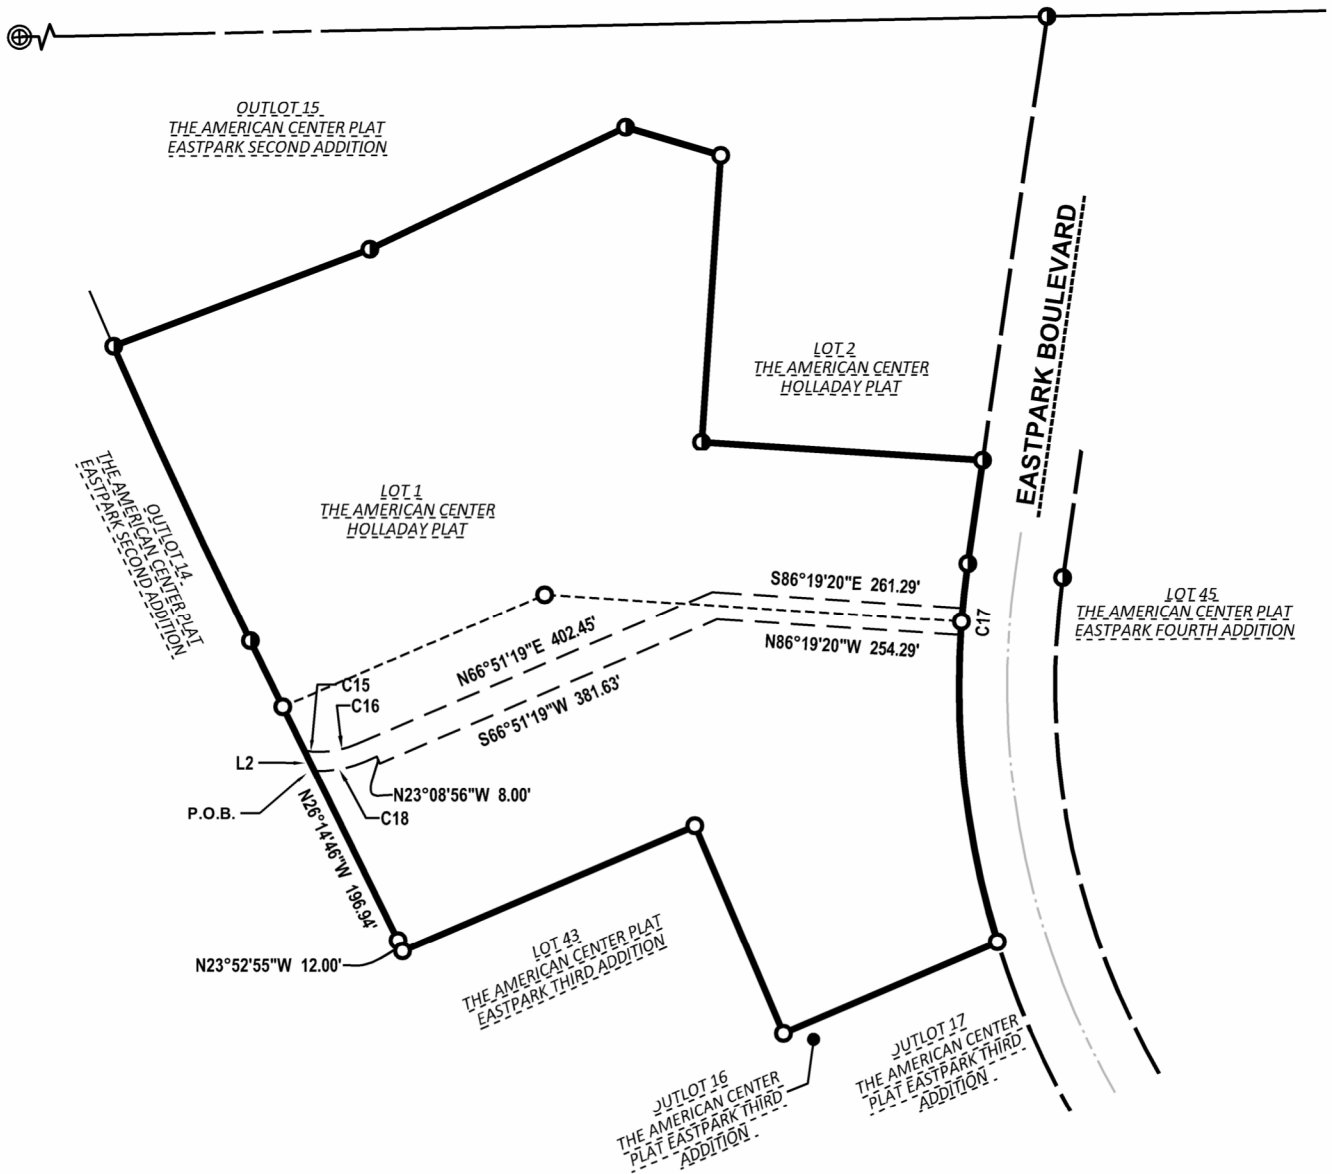 OUTLOT 15
THE AMERICAN CENTER PLAT
EASTPARK SECOND ADDITION
EASTPARK BOULEVARD
LOT 2
THE AMERICAN CENTER
HOLLADAY PLAT
OUTLOT 14
THE AMERICAN CENTER PLAT
EASTPARK SECOND ADDITION
LOT 1
THE AMERICAN CENTER
HOLLADAY PLAT
S86°19'20"E 261.29'
C17
LOT 45
THE AMERICAN CENTER PLAT
EASTPARK FOURTH ADDITION
N66°51'19"E 402.45'
N86°19'20"W 254.29'
S66°51'19"W 381.63'
C15
C16
L2
N23°08'56"W 8.00'
P.O.B.
C18
N26°14'46"W 196.94'
N23°52'55"W 12.00'
LOT 43
THE AMERICAN CENTER PLAT
EASTPARK THIRD ADDITION
OUTLOT 17
THE AMERICAN CENTER
PLAT EASTPARK THIRD
ADDITION
OUTLOT 16
THE AMERICAN CENTER
PLAT EASTPARK THIRD
ADDITION